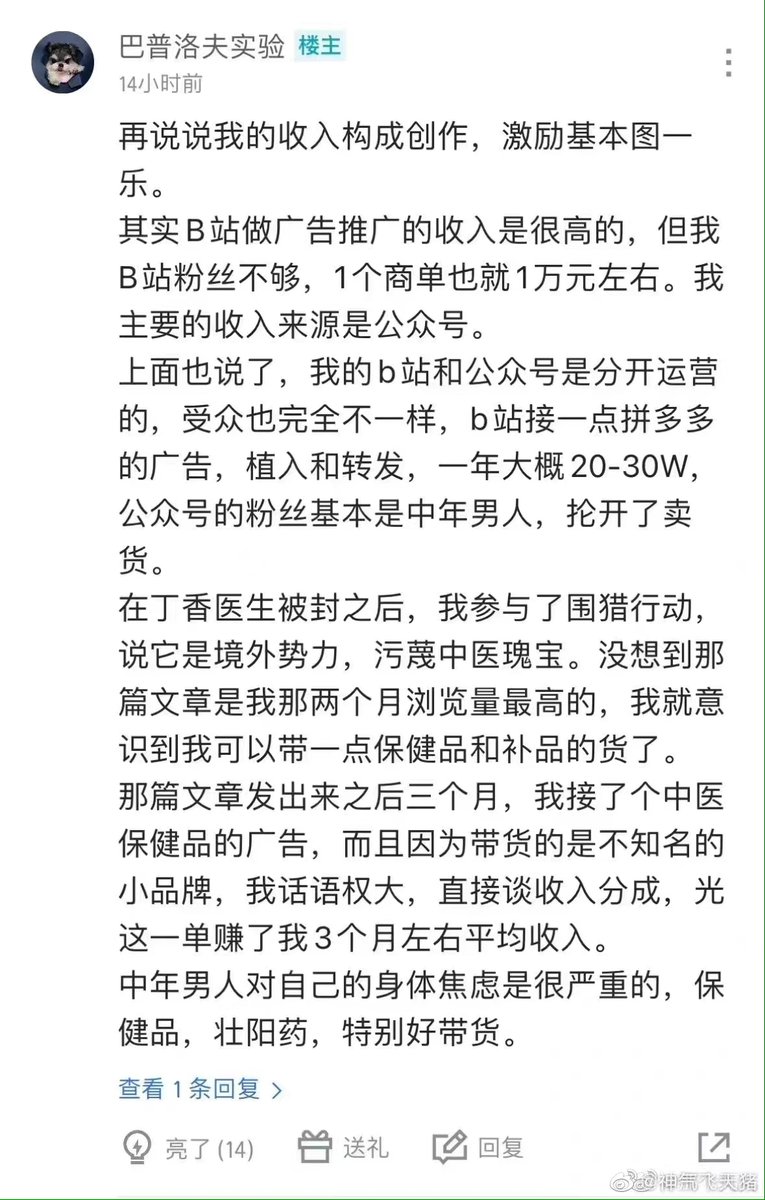 巴普洛夫实验 楼主
14小时前
再说说我的收入构成创作，激励基本图一
乐。
其实B站做广告推广的收入是很高的，但我
B站粉丝不够，1个商单也就1万元左右。我
主要的收入来源是公众号。
上面也说了，我的b站和公众号是分开运营
的，受众也完全不一样，b站接一点拼多多
的广告，植入和转发，一年大概20-30W，
公众号的粉丝基本是中年男人，抡开了卖
货。
在丁香医生被封之后，我参与了围猎行动，
说它是境外势力，污蔑中医瑰宝。没想到那
篇文章是我那两个月浏览量最高的，我就意
识到我可以带一点保健品和补品的货了。
那篇文章发出来之后三个月，我接了个中医
保健品的广告，而且因为带货的是不知名的
小品牌，我话语权大，直接谈收入分成，光
这一单赚了我3个月左右平均收入。
中年男人对自己的身体焦虑是很严重的，保
健品，壮阳药，特别好带货。
查看 1 条回复 >
亮了 (14) 送礼 回复
@神氘飞天猪